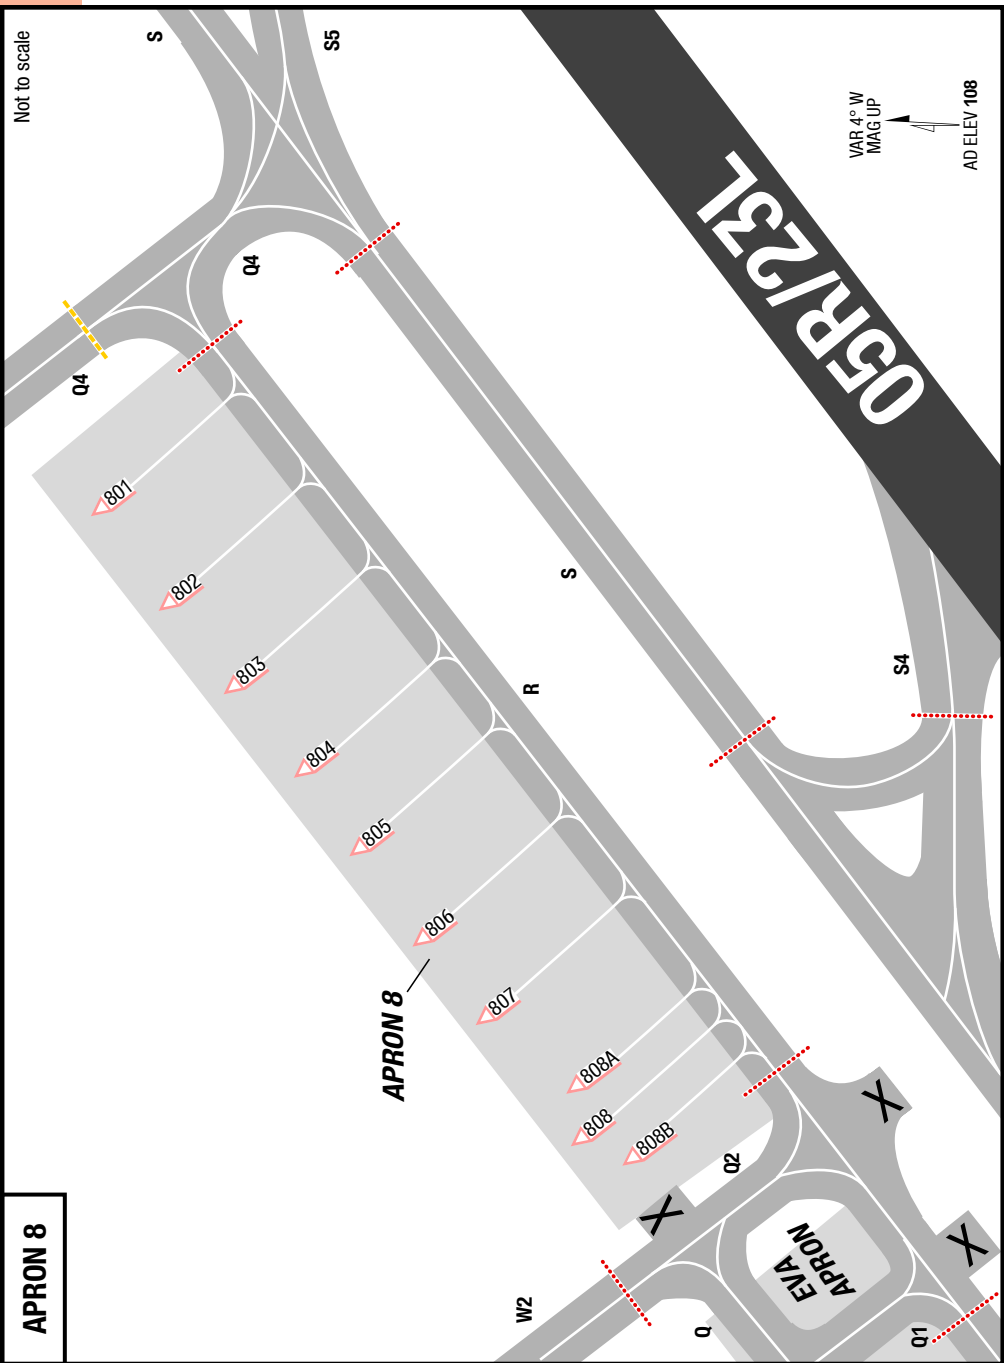 Not to scale
S
S5
VAR 4° W
MAG UP
AD ELEV 108
05R/23L
Q4
Q4
801
802
803
804
805
806
807
808A
808
808B
S
R
S4
APRON 8
Q2
X
X
X
EVA
APRON
W2
Q
Q1
APRON 8